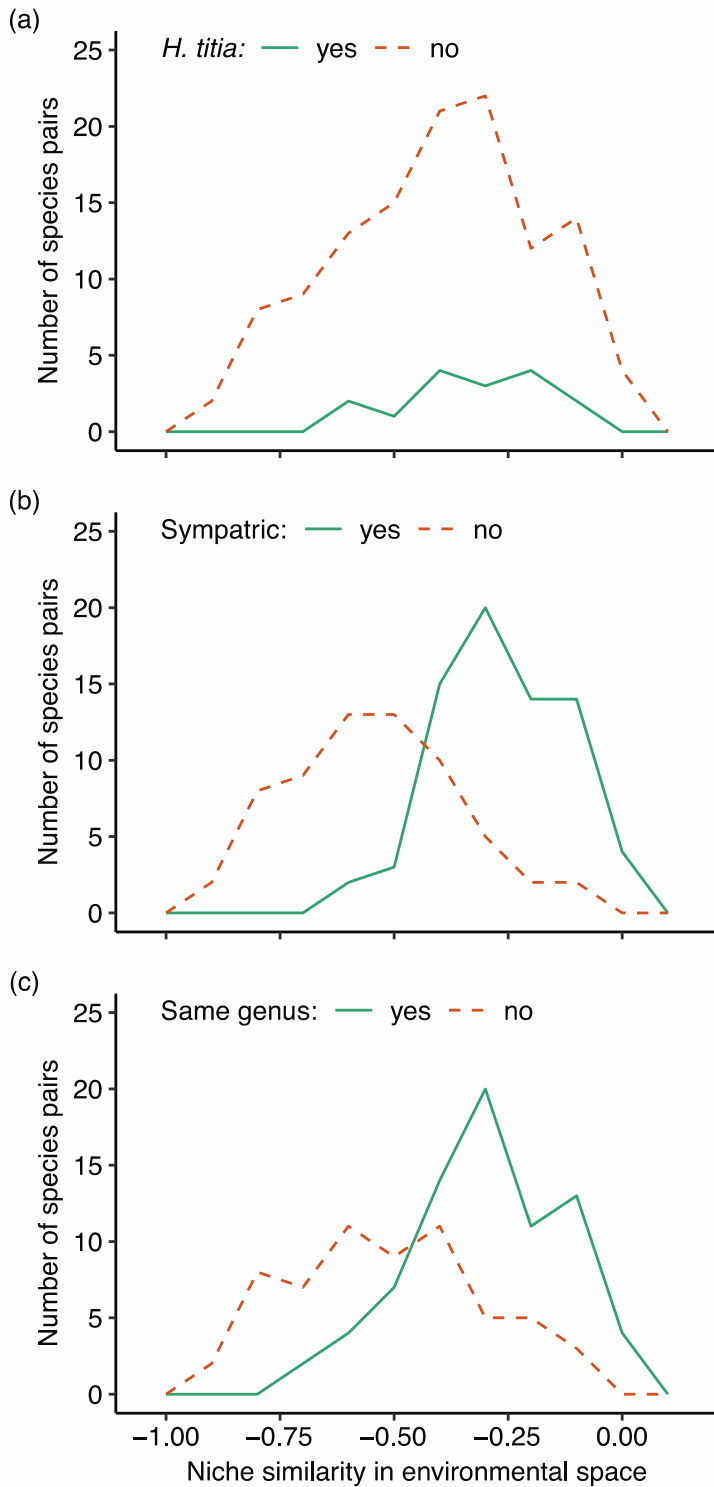 (a)
H. titia: yes no
25
20
15
10
5
0
Number of species pairs
(b)
Sympatric: yes no
25
20
15
10
5
0
Number of species pairs
(c)
Same genus: yes no
25
20
15
10
5
0
Number of species pairs
−1.00 −0.75 −0.50 −0.25 0.00
Niche similarity in environmental space